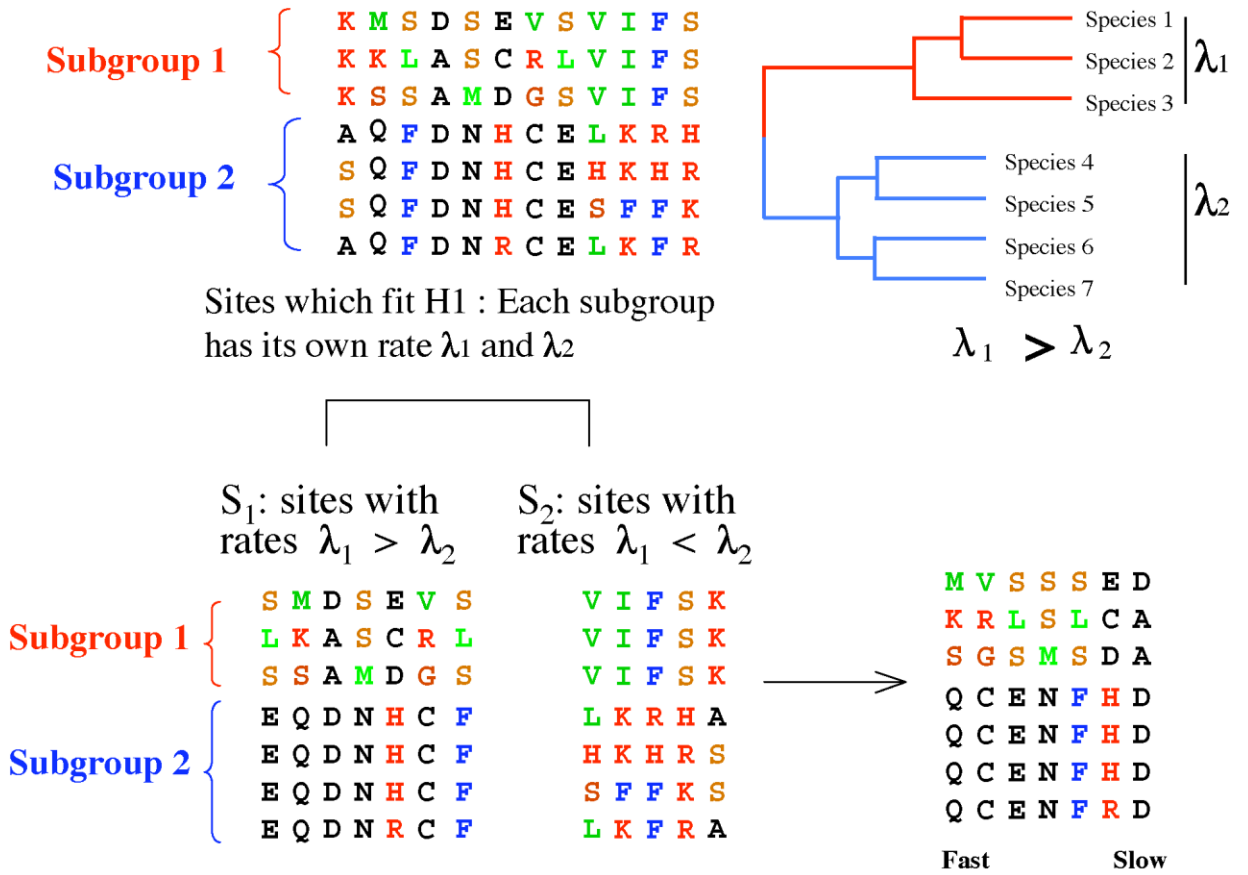 K M S D S E V S V I F S
Subgroup 1
K K L A S C R L V I F S
K S S A M D G S V I F S
A Q F D N H C E L K R H
Subgroup 2
S Q F D N H C E H K H R
S Q F D N H C E S F F K
A Q F D N R C E L K F R
Sites which fit H1 : Each subgroup
has its own rate λ1 and λ2
Species 1
Species 2
λ1
Species 3
Species 4
Species 5
λ2
Species 6
Species 7
λ1 > λ2
S1: sites with
rates λ1 > λ2
S2: sites with
rates λ1 < λ2
Subgroup 1
S M D S E V S
L K A S C R L
S S A M D G S
Subgroup 2
E Q D N H C F
E Q D N H C F
E Q D N H C F
E Q D N R C F
V I F S K
V I F S K
V I F S K
L K R H A
H K H R S
S F F K S
L K F R A
M V S S S E D
K R L S L C A
S G S M S D A
Q C E N F H D
Q C E N F H D
Q C E N F H D
Q C E N F R D
Fast Slow